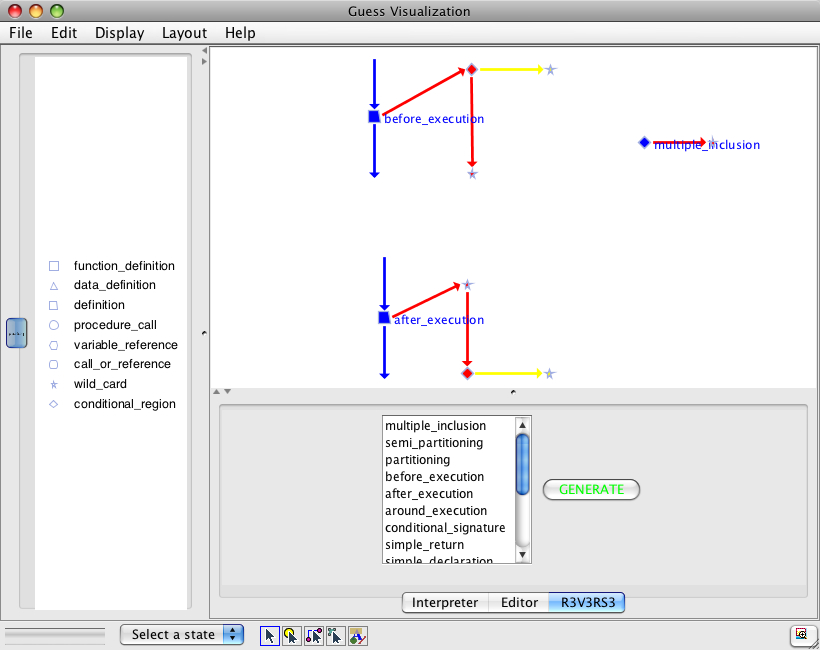 Guess Visualization
File Edit Display Layout Help
before_execution
multiple_inclusion
function_definition
data_definition
definition
procedure_call
variable_reference
call_or_reference
wild_card
conditional_region
after_execution
multiple_inclusion
semi_partitioning
partitioning
before_execution
after_execution
around_execution
conditional_signature
simple_return
simple_declaration
GENERATE
Interpreter Editor R3V3RS3
Select a state